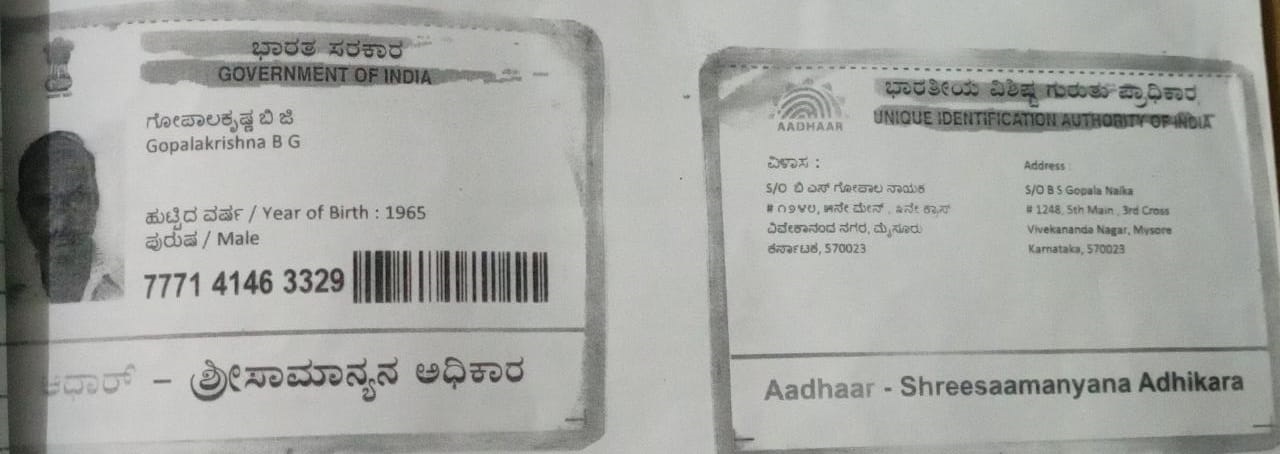 ಭಾರತ ಸರಕಾರ
GOVERNMENT OF INDIA
ಗೋಪಾಲಕೃಷ್ಣ ಬಿ ಜಿ
Gopalakrishna B G
ಹುಟ್ಟಿದ ವರ್ಷ / Year of Birth : 1965
ಪುರುಷ / Male
7771 4146 3329
ಆಧಾರ್ – ಶ್ರೀಸಾಮಾನ್ಯನ ಅಧಿಕಾರ
ಭಾರತೀಯ ವಿಶಿಷ್ಟ ಗುರುತು ಪ್ರಾಧಿಕಾರ
AADHAAR
UNIQUE IDENTIFICATION AUTHORITY OF INDIA
ವಿಳಾಸ :
S/O ಬಿ ಎಸ್ ಗೋಪಾಲ ನಾಯಕ
# ೧೨೪೮, ೫ನೇ ಮೇನ್ , ೩ನೇ ಕ್ರಾಸ್
ವಿವೇಕಾನಂದ ನಗರ, ಮೈಸೂರು
ಕರ್ನಾಟಕ, 570023
Address :
S/O B S Gopala Naika
# 1248, 5th Main , 3rd Cross
Vivekananda Nagar, Mysore
Karnataka, 570023
Aadhaar - Shreesaamanyana Adhikara